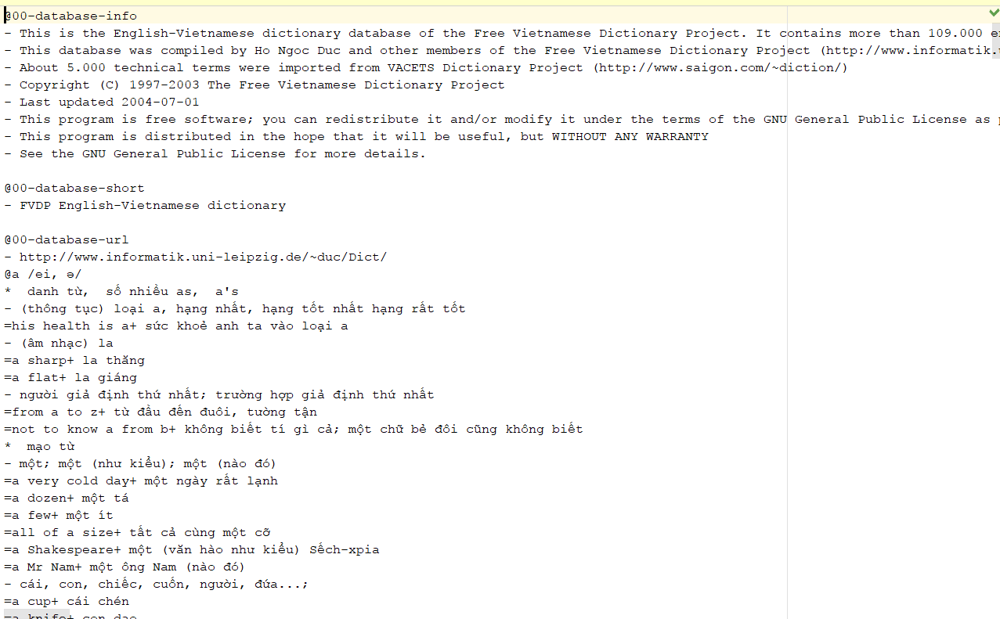 @00-database-info
- This is the English-Vietnamese dictionary database of the Free Vietnamese Dictionary Project. It contains more than 109.000
- This database was compiled by Ho Ngoc Duc and other members of the Free Vietnamese Dictionary Project (http://www.informatik.
- About 5.000 technical terms were imported from VACETS Dictionary Project (http://www.saigon.com/~diction/)
- Copyright (C) 1997-2003 The Free Vietnamese Dictionary Project
- Last updated 2004-07-01
- This program is free software; you can redistribute it and/or modify it under the terms of the GNU General Public License as
- This program is distributed in the hope that it will be useful, but WITHOUT ANY WARRANTY
- See the GNU General Public License for more details.

@00-database-short
- FVDP English-Vietnamese dictionary

@00-database-url
- http://www.informatik.uni-leipzig.de/~duc/Dict/
@a /ei, ə/
*  danh từ,  số nhiều as,  a's
- (thông tục) loại a, hạng nhất, hạng tốt nhất hạng rất tốt
=his health is a+ sức khoẻ anh ta vào loại a
- (âm nhạc) la
=a sharp+ la thăng
=a flat+ la giáng
- người giả định thứ nhất; trường hợp giả định thứ nhất
=from a to z+ từ đầu đến đuôi, tường tận
=not to know a from b+ không biết tí gì cả; một chữ bẻ đôi cũng không biết
*  mạo từ
- một; một (như kiểu); một (nào đó)
=a very cold day+ một ngày rất lạnh
=a dozen+ một tá
=a few+ một ít
=all of a size+ tất cả cùng một cỡ
=a Shakespeare+ một (văn hào như kiểu) Sếch-xpia
=a Mr Nam+ một ông Nam (nào đó)
- cái, con, chiếc, cuốn, người, đứa...;
=a cup+ cái chén
=a knife+ con dao